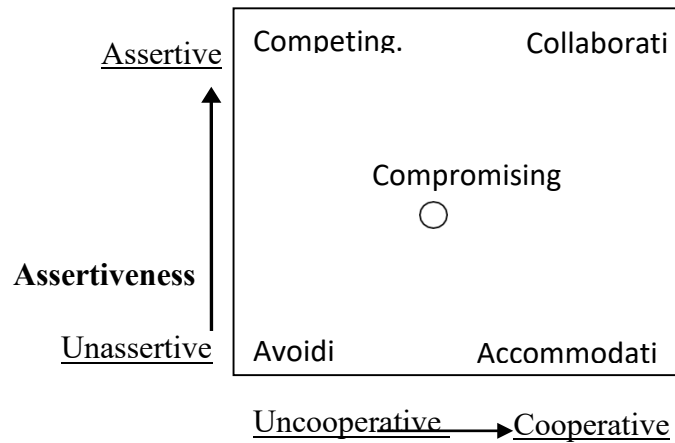 Assertive
Competing.
Collaborati
Compromising
Assertiveness
Unassertive
Avoidi
Accommodati
Uncooperative
Cooperative